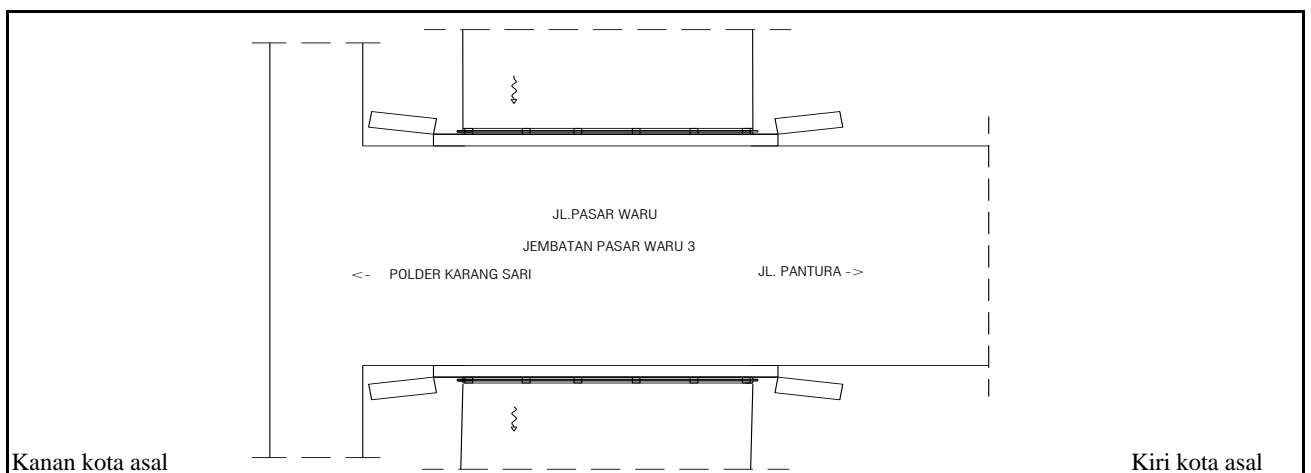 JL.PASAR WARU
JEMBATAN PASAR WARU 3
<- POLDER KARANG SARI
JL. PANTURA ->
Kanan kota asal
Kiri kota asal